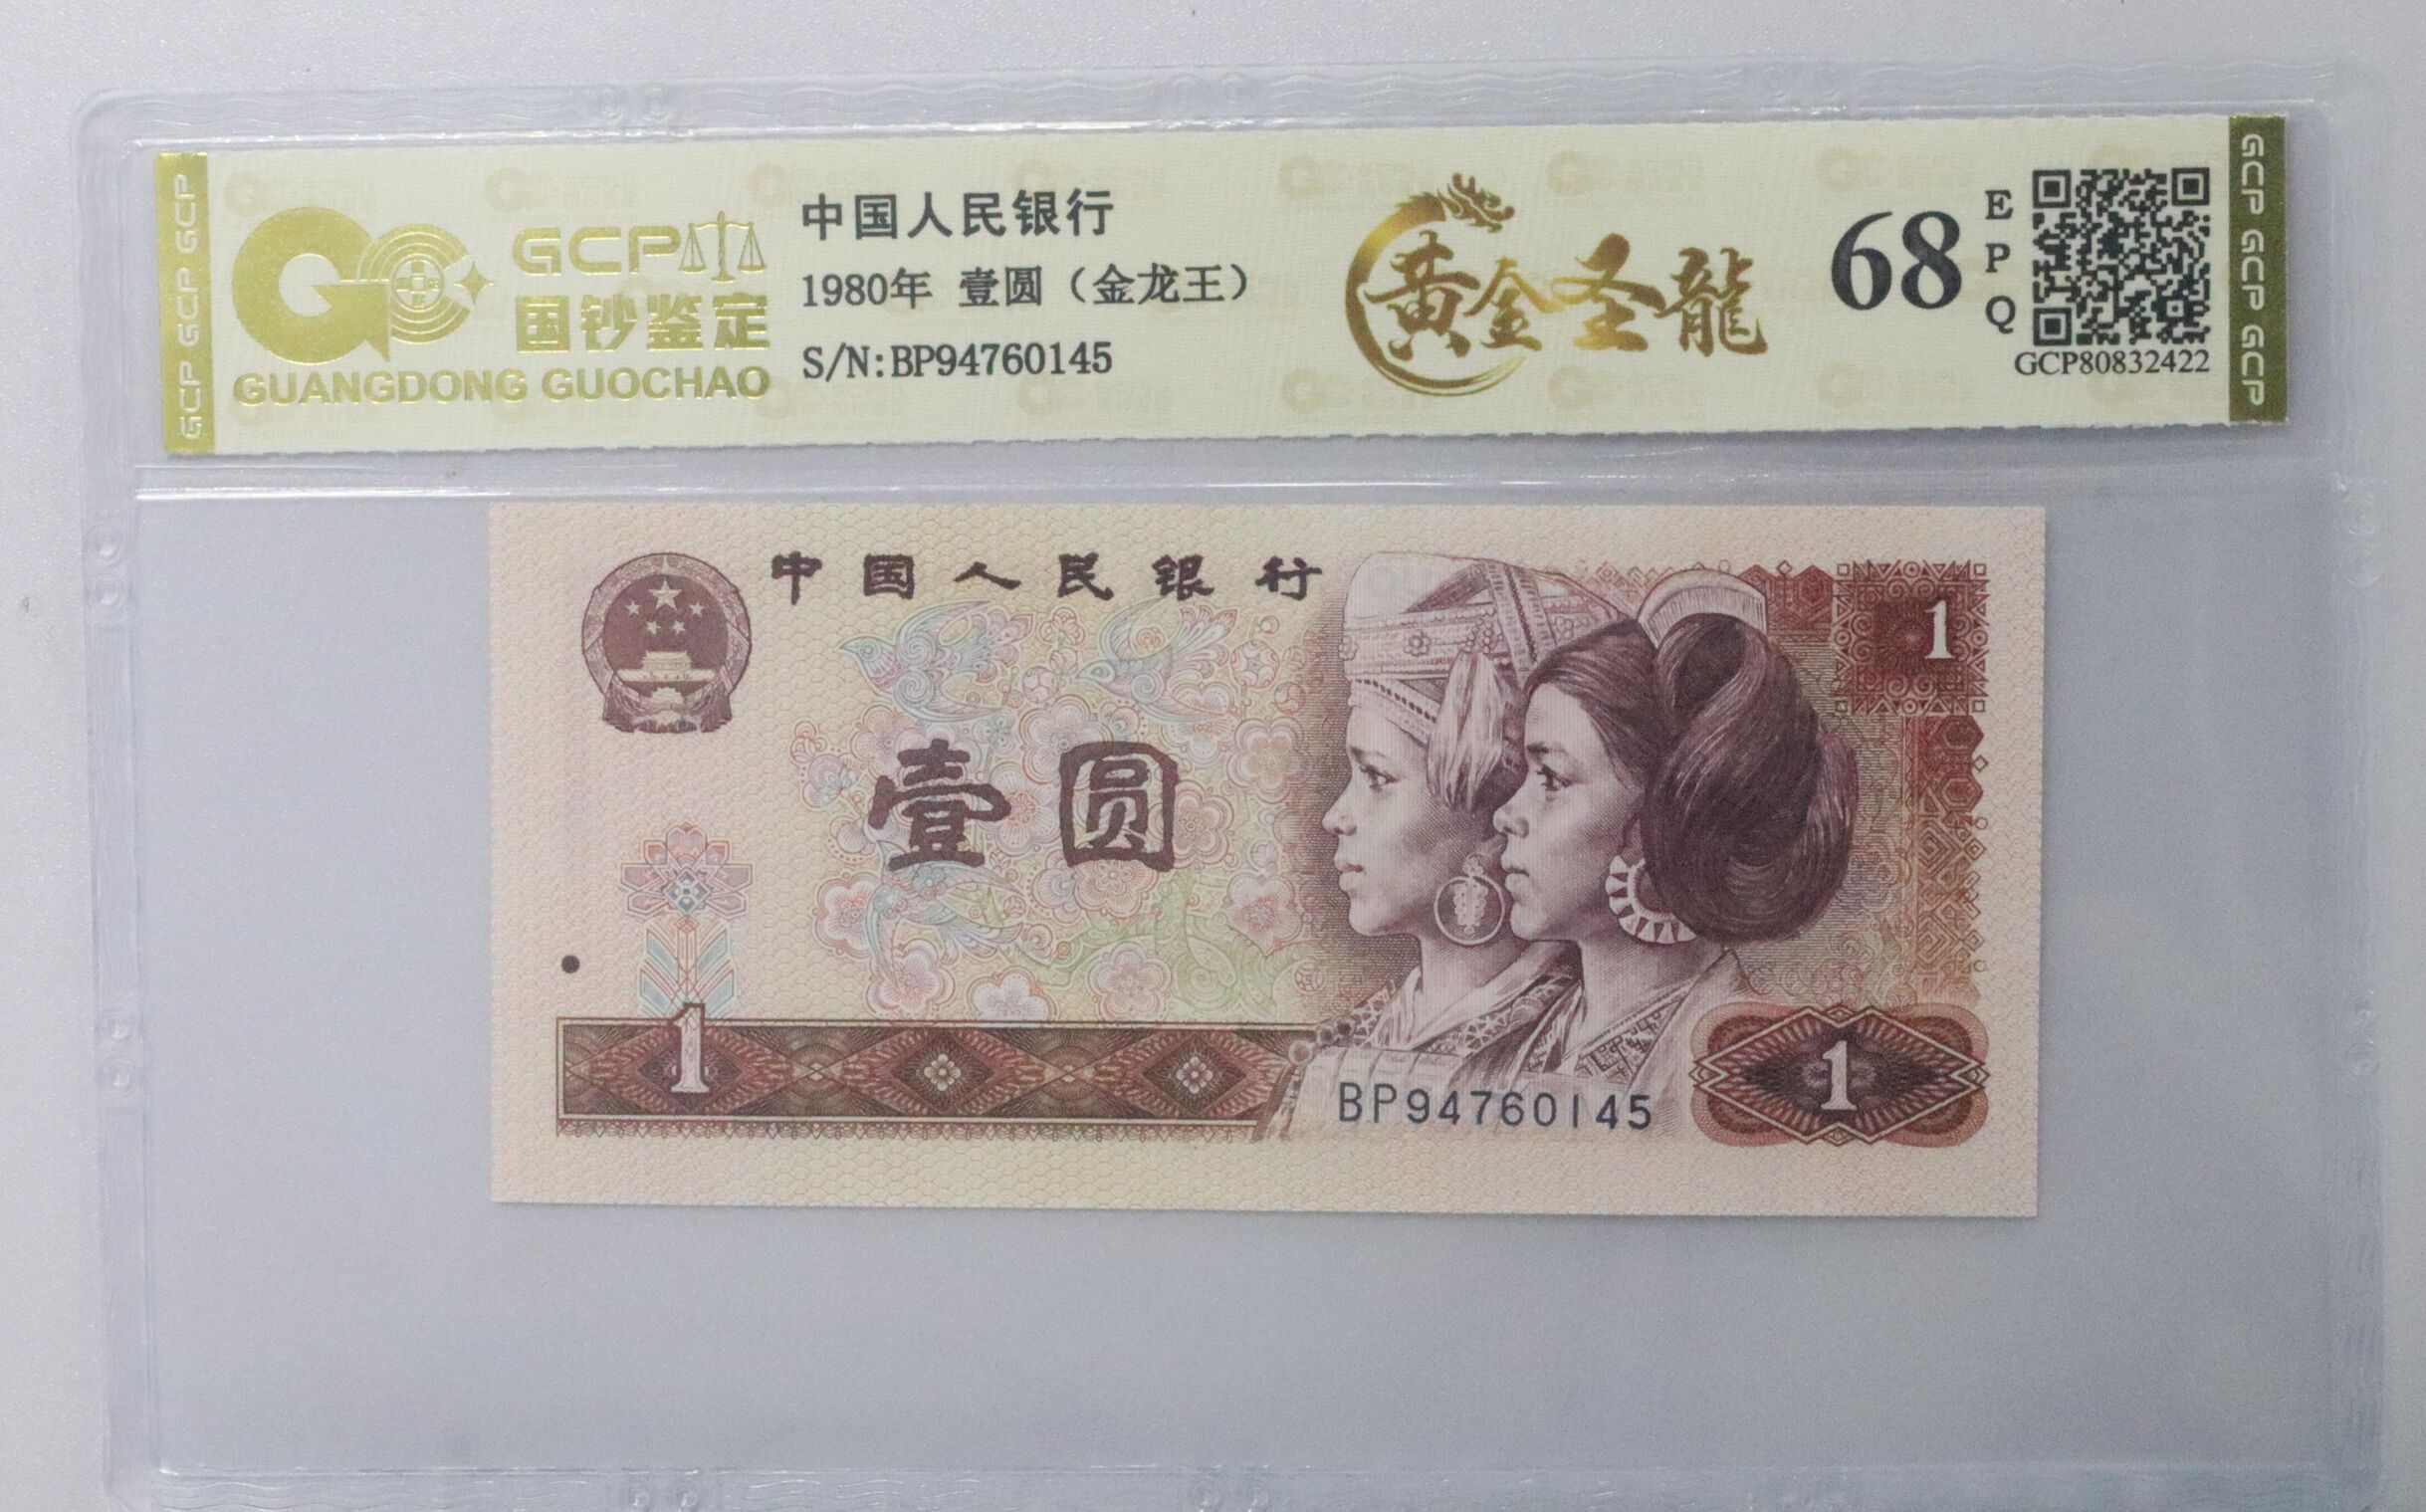 GCP GCP GCP
GCP
国钞鉴定
GUANGDONG GUOCHAO
中国人民银行
1980年 壹圆（金龙王）
S/N:BP94760145
黄金圣龍
68
EPQ
GCP80832422
GCP GCP GCP
中国人民银行
1
壹圆
1
BP94760145
1